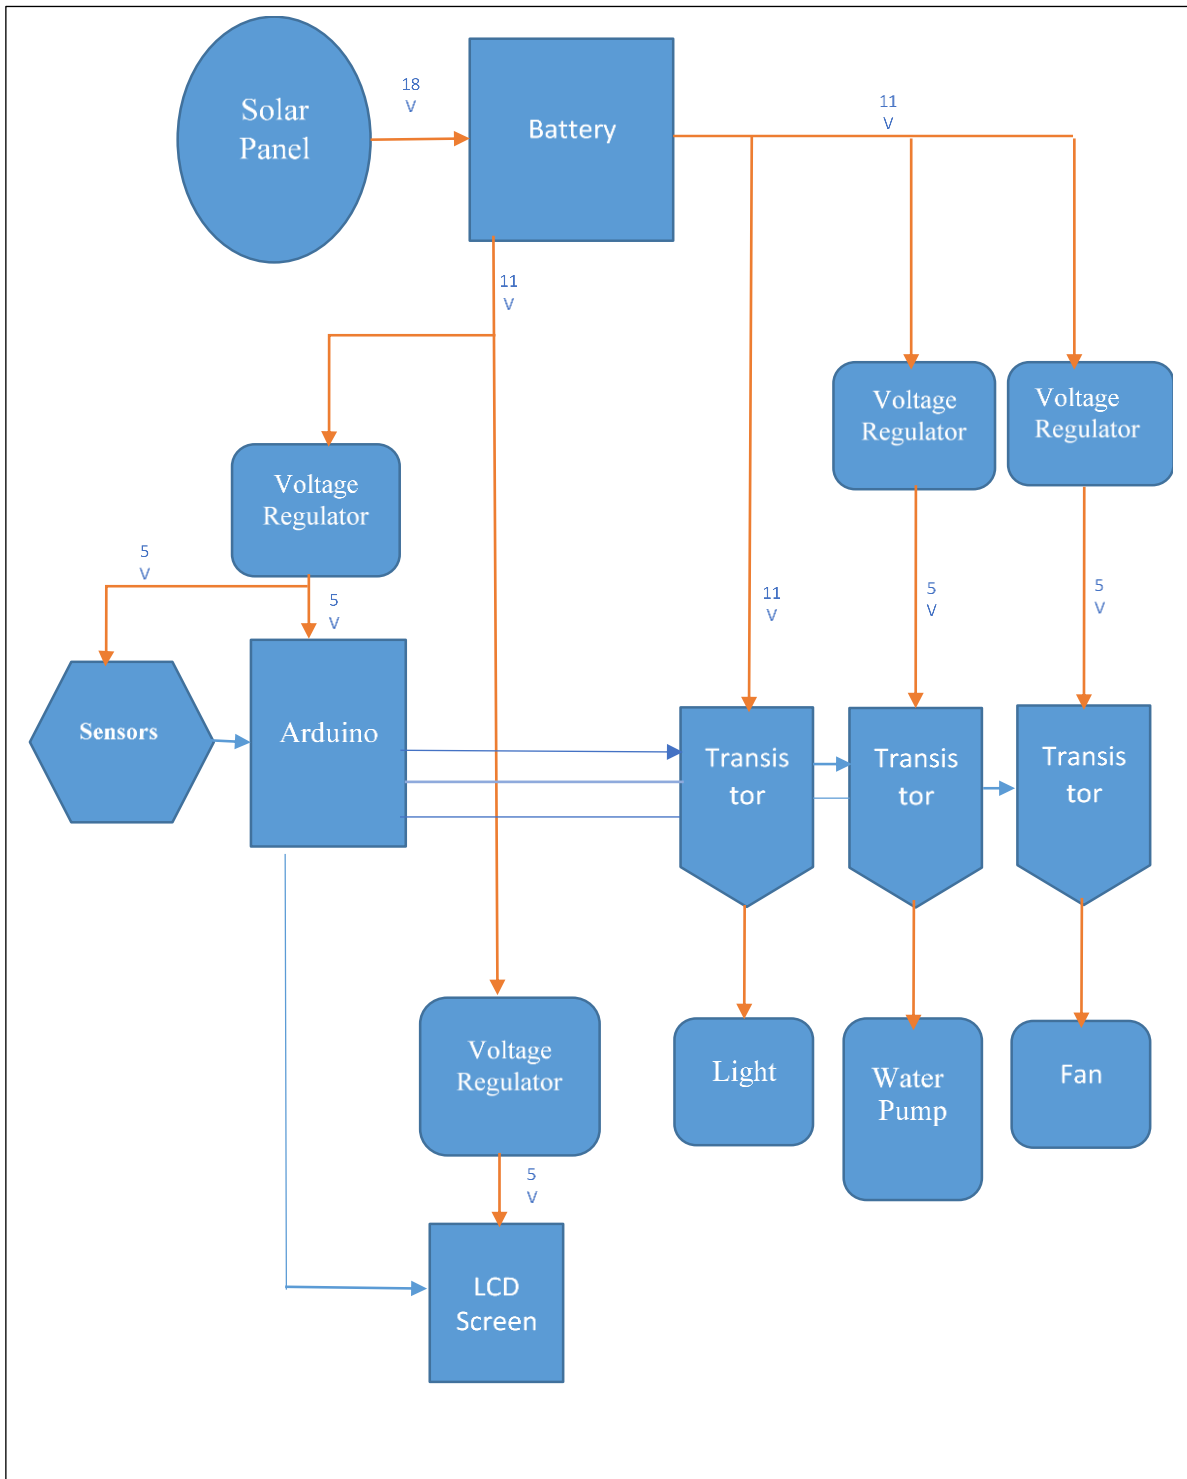 Solar
Panel
18
V
Battery
11
V
11
V
Voltage
Regulator
Voltage
Regulator
Voltage
Regulator
5
V
5
V
11
V
5
V
5
V
Sensors
Arduino
Transis
tor
Transis
tor
Transis
tor
Voltage
Regulator
Light
Water
Pump
Fan
5
V
LCD
Screen